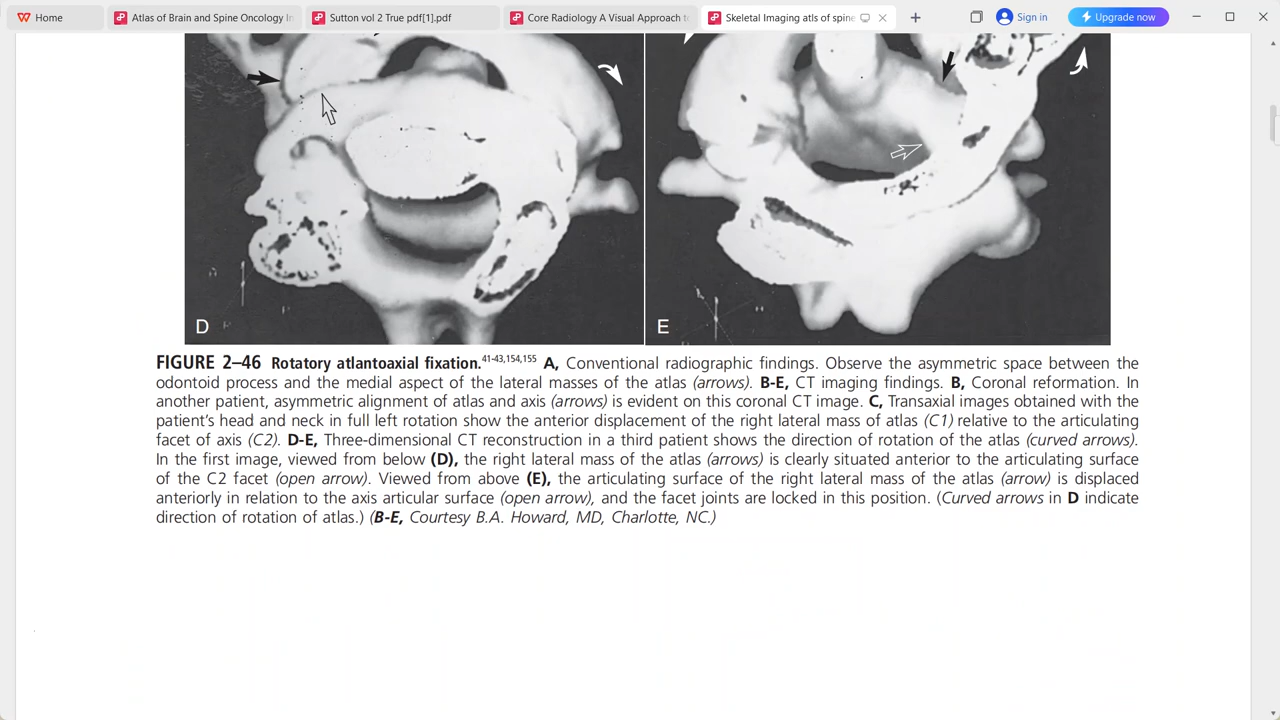 Home
Atlas of Brain and Spine Oncology In
Sutton vol 2 True pdf[1].pdf
Core Radiology A Visual Approach to
Skeletal Imaging atls of spine
Sign in
Upgrade now
D
E
FIGURE 2–46 Rotatory atlantoaxial fixation.41-43,154,155 A, Conventional radiographic findings. Observe the asymmetric space between the
odontoid process and the medial aspect of the lateral masses of the atlas (arrows). B-E, CT imaging findings. B, Coronal reformation. In
another patient, asymmetric alignment of atlas and axis (arrows) is evident on this coronal CT image. C, Transaxial images obtained with the
patient's head and neck in full left rotation show the anterior displacement of the right lateral mass of atlas (C1) relative to the articulating
facet of axis (C2). D-E, Three-dimensional CT reconstruction in a third patient shows the direction of rotation of the atlas (curved arrows).
In the first image, viewed from below (D), the right lateral mass of the atlas (arrows) is clearly situated anterior to the articulating surface
of the C2 facet (open arrow). Viewed from above (E), the articulating surface of the right lateral mass of the atlas (arrow) is displaced
anteriorly in relation to the axis articular surface (open arrow), and the facet joints are locked in this position. (Curved arrows in D indicate
direction of rotation of atlas.) (B-E, Courtesy B.A. Howard, MD, Charlotte, NC.)